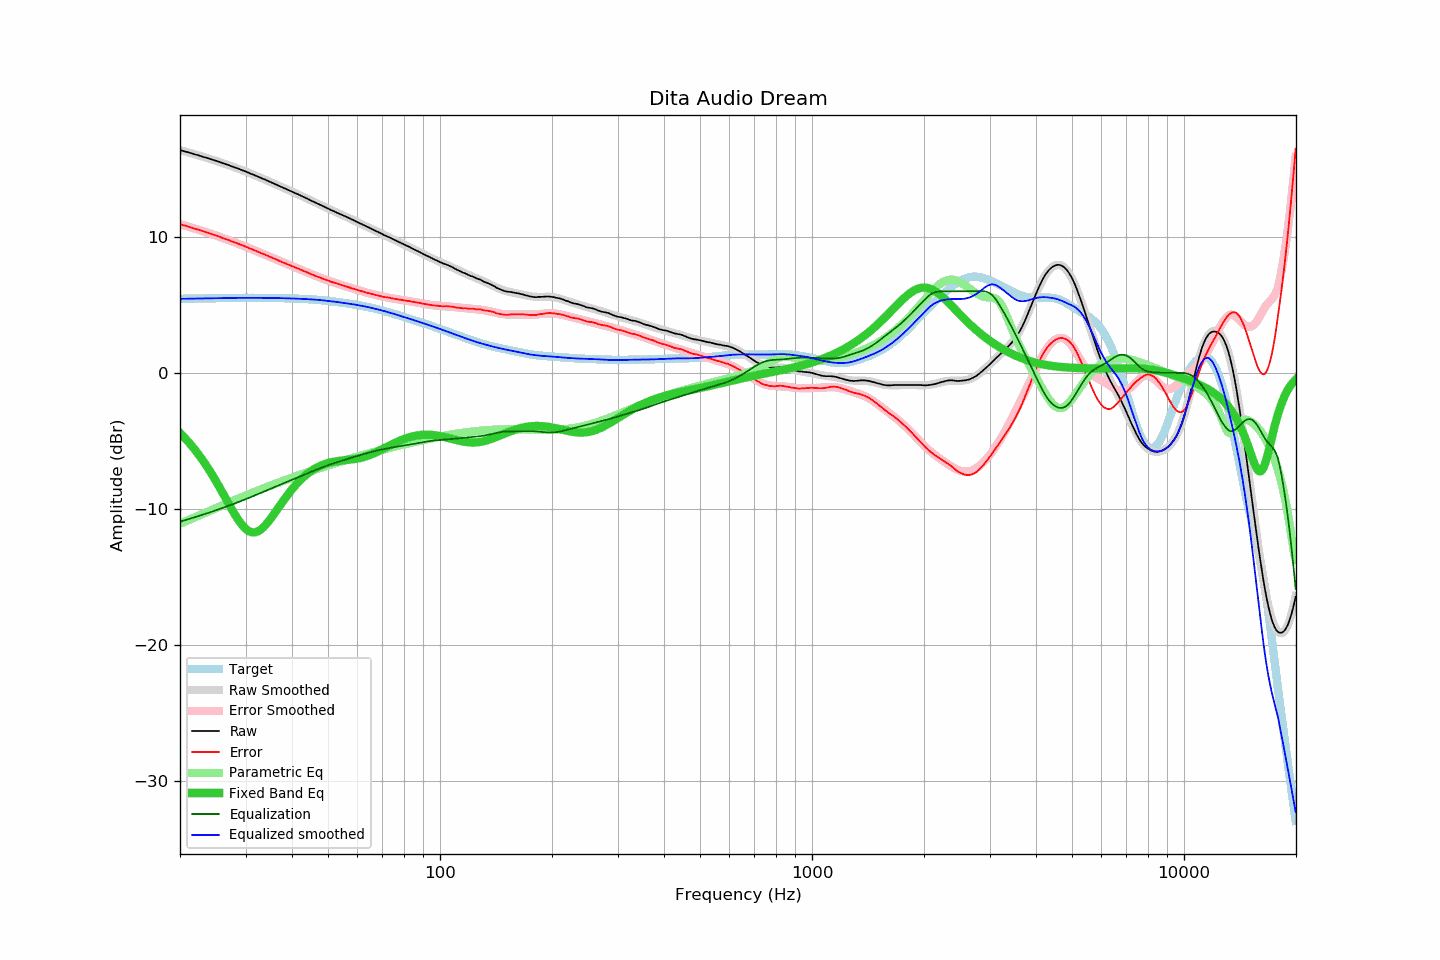 Dita Audio Dream
Amplitude (dBr)
10
0
−10
−20
−30
Target
Raw Smoothed
Error Smoothed
Raw
Error
Parametric Eq
Fixed Band Eq
Equalization
Equalized smoothed
100
1000
10000
Frequency (Hz)